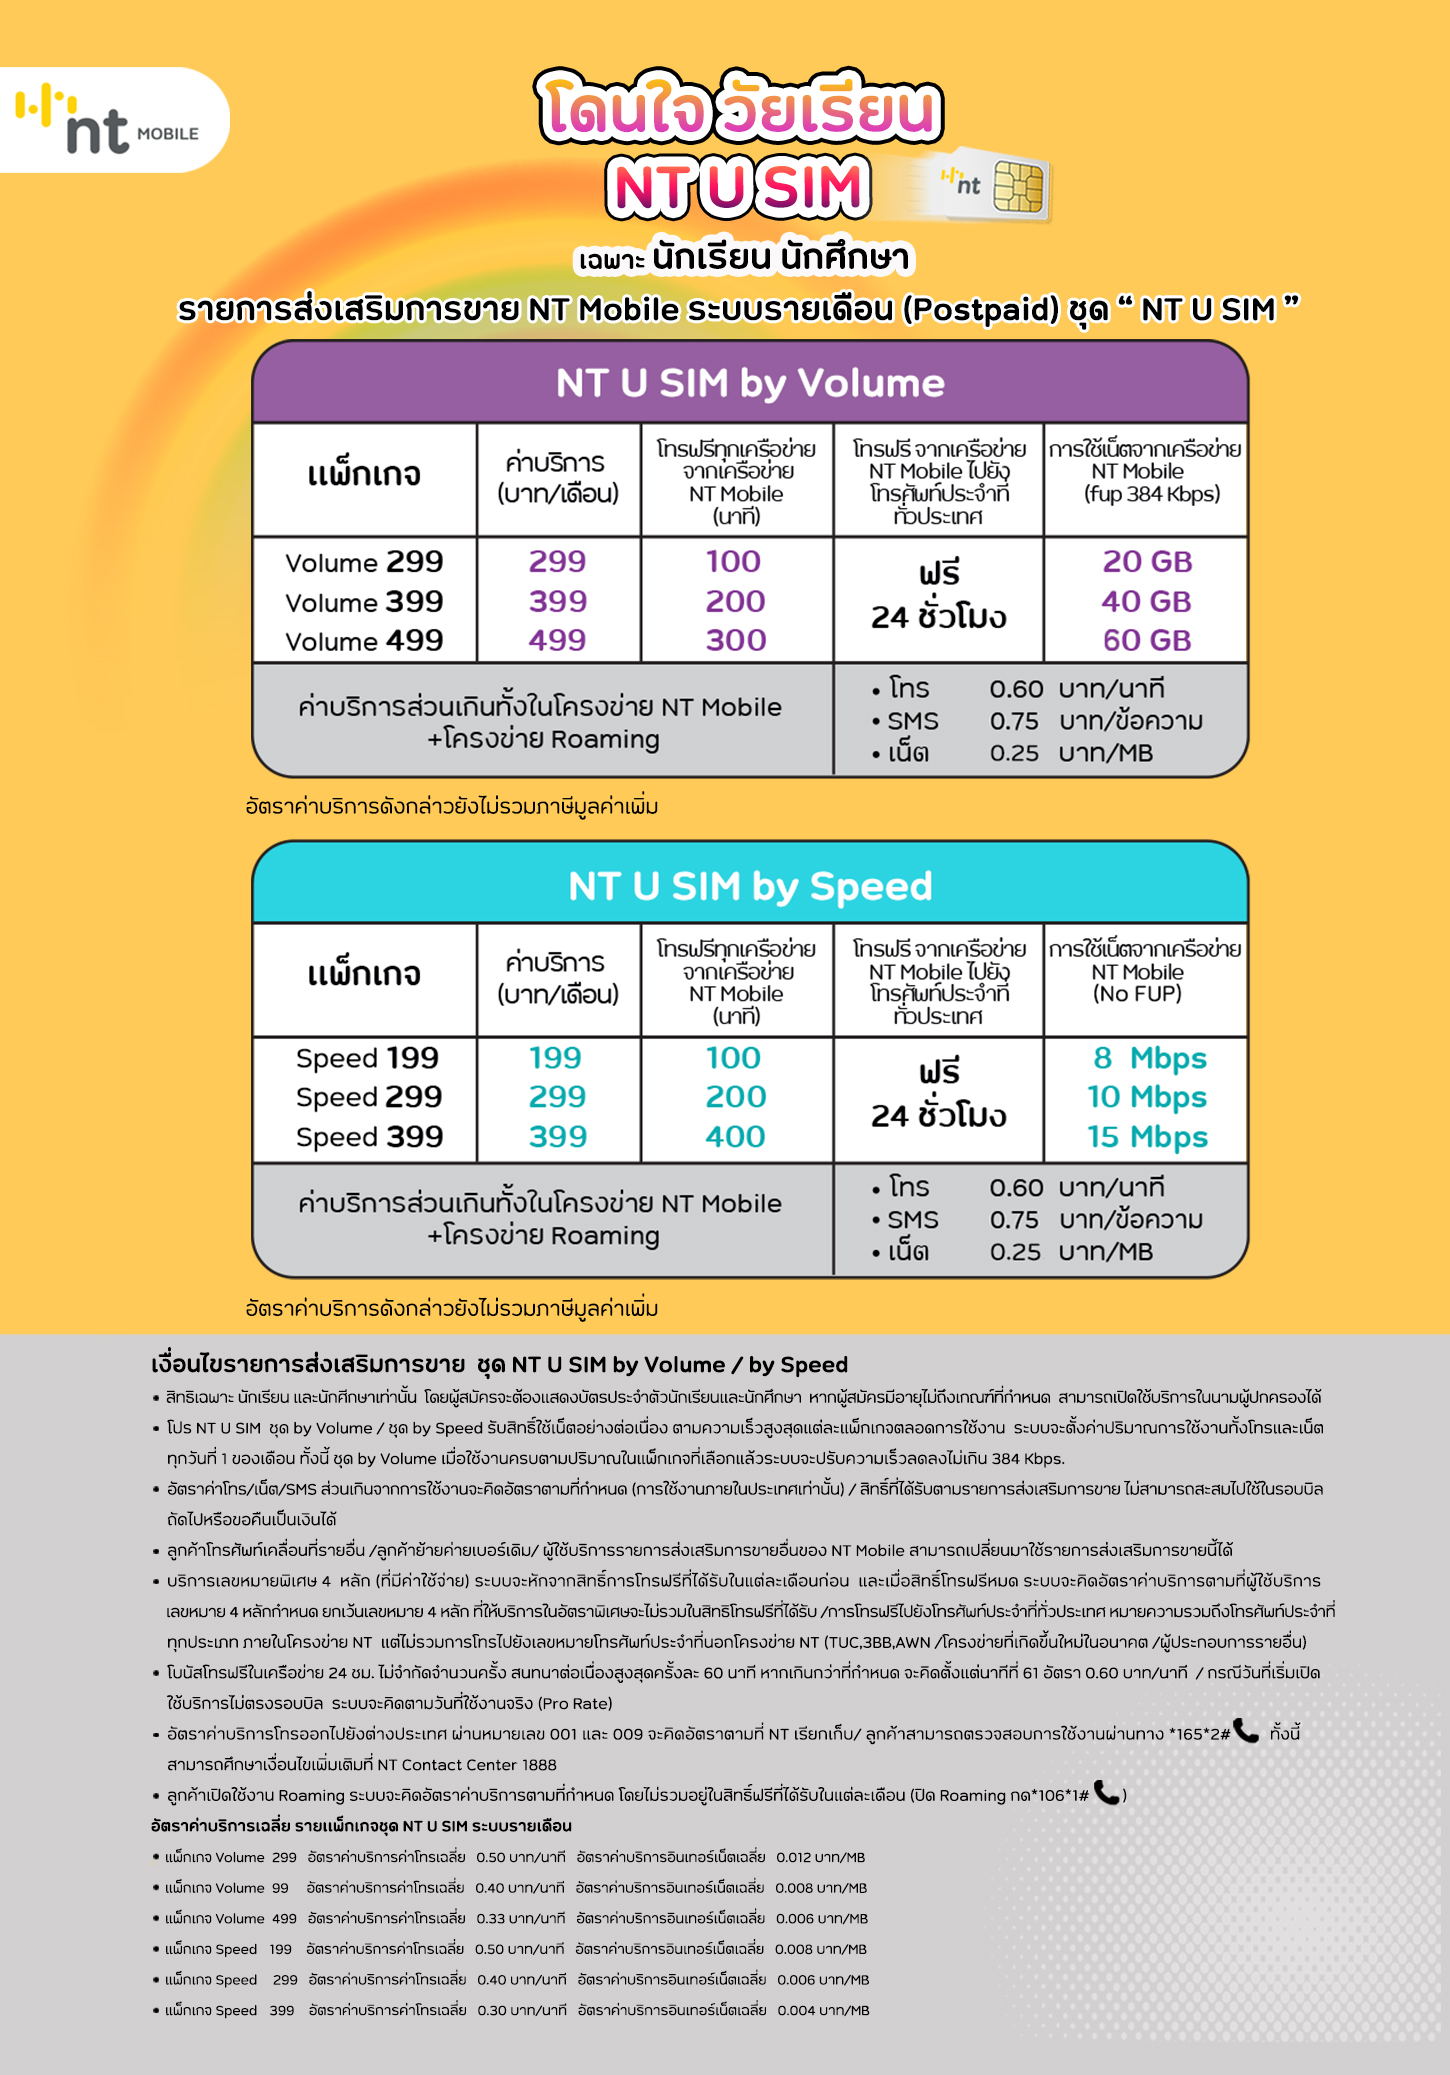 nt MOBILE
โดนใจ วัยเรียน
NT U SIM
nt
เฉพาะ นักเรียน นักศึกษา
รายการส่งเสริมการขาย NT Mobile ระบบรายเดือน (Postpaid) ชุด “ NT U SIM ”
NT U SIM by Volume
แพ็กเกจ
ค่าบริการ
(บาท/เดือน)
โทรฟรีทุกเครือข่าย
จากเครือข่าย
NT Mobile
(นาที)
โทรฟรี จากเครือข่าย
NT Mobile ไปยัง
โทรศัพท์ประจำที่
ทั่วประเทศ
การใช้เน็ตจากเครือข่าย
NT Mobile
(fup 384 Kbps)
Volume 299 299 100 20 GB
Volume 399 399 200 40 GB
Volume 499 499 300 60 GB
ฟรี
24 ชั่วโมง
ค่าบริการส่วนเกินทั้งในโครงข่าย NT Mobile
+โครงข่าย Roaming
• โทร 0.60 บาท/นาที
• SMS 0.75 บาท/ข้อความ
• เน็ต 0.25 บาท/MB
อัตราค่าบริการดังกล่าวยังไม่รวมภาษีมูลค่าเพิ่ม
NT U SIM by Speed
แพ็กเกจ
ค่าบริการ
(บาท/เดือน)
โทรฟรีทุกเครือข่าย
จากเครือข่าย
NT Mobile
(นาที)
โทรฟรี จากเครือข่าย
NT Mobile ไปยัง
โทรศัพท์ประจำที่
ทั่วประเทศ
การใช้เน็ตจากเครือข่าย
NT Mobile
(No FUP)
Speed 199 199 100 8 Mbps
Speed 299 299 200 10 Mbps
Speed 399 399 400 15 Mbps
ฟรี
24 ชั่วโมง
ค่าบริการส่วนเกินทั้งในโครงข่าย NT Mobile
+โครงข่าย Roaming
• โทร 0.60 บาท/นาที
• SMS 0.75 บาท/ข้อความ
• เน็ต 0.25 บาท/MB
อัตราค่าบริการดังกล่าวยังไม่รวมภาษีมูลค่าเพิ่ม
เงื่อนไขรายการส่งเสริมการขาย ชุด NT U SIM by Volume / by Speed
• สิทธิเฉพาะ นักเรียน และนักศึกษาเท่านั้น โดยผู้สมัครจะต้องแสดงบัตรประจำตัวนักเรียนและนักศึกษา หากผู้สมัครมีอายุไม่ถึงเกณฑ์ที่กำหนด สามารถเปิดใช้บริการในนามผู้ปกครองได้
• โปร NT U SIM ชุด by Volume / ชุด by Speed รับสิทธิ์ใช้เน็ตอย่างต่อเนื่อง ตามความเร็วสูงสุดแต่ละแพ็กเกจตลอดการใช้งาน ระบบจะตั้งค่าปริมาณการใช้งานทั้งโทรและเน็ต
ทุกวันที่ 1 ของเดือน ทั้งนี้ ชุด by Volume เมื่อใช้งานครบตามปริมาณในแพ็กเกจที่เลือกแล้วระบบจะปรับความเร็วลดลงไม่เกิน 384 Kbps.
• อัตราค่าโทร/เน็ต/SMS ส่วนเกินจากการใช้งานจะคิดอัตราตามที่กำหนด (การใช้งานภายในประเทศเท่านั้น) / สิทธิ์ที่ได้รับตามรายการส่งเสริมการขาย ไม่สามารถสะสมไปใช้ในรอบบิล
ถัดไปหรือขอคืนเป็นเงินได้
• ลูกค้าโทรศัพท์เคลื่อนที่รายอื่น /ลูกค้าย้ายค่ายเบอร์เดิม/ ผู้ใช้บริการรายการส่งเสริมการขายอื่นของ NT Mobile สามารถเปลี่ยนมาใช้รายการส่งเสริมการขายนี้ได้
• บริการเลขหมายพิเศษ 4 หลัก (ที่มีค่าใช้จ่าย) ระบบจะหักจากสิทธิ์การโทรฟรีที่ได้รับในแต่ละเดือนก่อน และเมื่อสิทธิ์โทรฟรีหมด ระบบจะคิดอัตราค่าบริการตามที่ผู้ใช้บริการ
เลขหมาย 4 หลักกำหนด ยกเว้นเลขหมาย 4 หลัก ที่ให้บริการในอัตราพิเศษจะไม่รวมในสิทธิโทรฟรีที่ได้รับ /การโทรฟรีไปยังโทรศัพท์ประจำที่ทั่วประเทศ หมายความรวมถึงโทรศัพท์ประจำที่
ทุกประเภท ภายในโครงข่าย NT แต่ไม่รวมการโทรไปยังเลขหมายโทรศัพท์ประจำที่นอกโครงข่าย NT (TUC,3BB,AWN /โครงข่ายที่เกิดขึ้นใหม่ในอนาคต /ผู้ประกอบการรายอื่น)
• โบนัสโทรฟรีในเครือข่าย 24 ชม. ไม่จำกัดจำนวนครั้ง สนทนาต่อเนื่องสูงสุดครั้งละ 60 นาที หากเกินกว่าที่กำหนด จะคิดตั้งแต่นาทีที่ 61 อัตรา 0.60 บาท/นาที / กรณีวันที่เริ่มเปิด
ใช้บริการไม่ตรงรอบบิล ระบบจะคิดตามวันที่ใช้งานจริง (Pro Rate)
• อัตราค่าบริการโทรออกไปยังต่างประเทศ ผ่านหมายเลข 001 และ 009 จะคิดอัตราตามที่ NT เรียกเก็บ/ ลูกค้าสามารถตรวจสอบการใช้งานผ่านทาง *165*2# ทั้งนี้
สามารถศึกษาเงื่อนไขเพิ่มเติมที่ NT Contact Center 1888
• ลูกค้าเปิดใช้งาน Roaming ระบบจะคิดอัตราค่าบริการตามที่กำหนด โดยไม่รวมอยู่ในสิทธิ์ฟรีที่ได้รับในแต่ละเดือน (ปิด Roaming กด*106*1# )
อัตราค่าบริการเฉลี่ย รายแพ็กเกจชุด NT U SIM ระบบรายเดือน
• แพ็กเกจ Volume 299 อัตราค่าบริการค่าโทรเฉลี่ย 0.50 บาท/นาที อัตราค่าบริการอินเทอร์เน็ตเฉลี่ย 0.012 บาท/MB
• แพ็กเกจ Volume 99 อัตราค่าบริการค่าโทรเฉลี่ย 0.40 บาท/นาที อัตราค่าบริการอินเทอร์เน็ตเฉลี่ย 0.008 บาท/MB
• แพ็กเกจ Volume 499 อัตราค่าบริการค่าโทรเฉลี่ย 0.33 บาท/นาที อัตราค่าบริการอินเทอร์เน็ตเฉลี่ย 0.006 บาท/MB
• แพ็กเกจ Speed 199 อัตราค่าบริการค่าโทรเฉลี่ย 0.50 บาท/นาที อัตราค่าบริการอินเทอร์เน็ตเฉลี่ย 0.008 บาท/MB
• แพ็กเกจ Speed 299 อัตราค่าบริการค่าโทรเฉลี่ย 0.40 บาท/นาที อัตราค่าบริการอินเทอร์เน็ตเฉลี่ย 0.006 บาท/MB
• แพ็กเกจ Speed 399 อัตราค่าบริการค่าโทรเฉลี่ย 0.30 บาท/นาที อัตราค่าบริการอินเทอร์เน็ตเฉลี่ย 0.004 บาท/MB